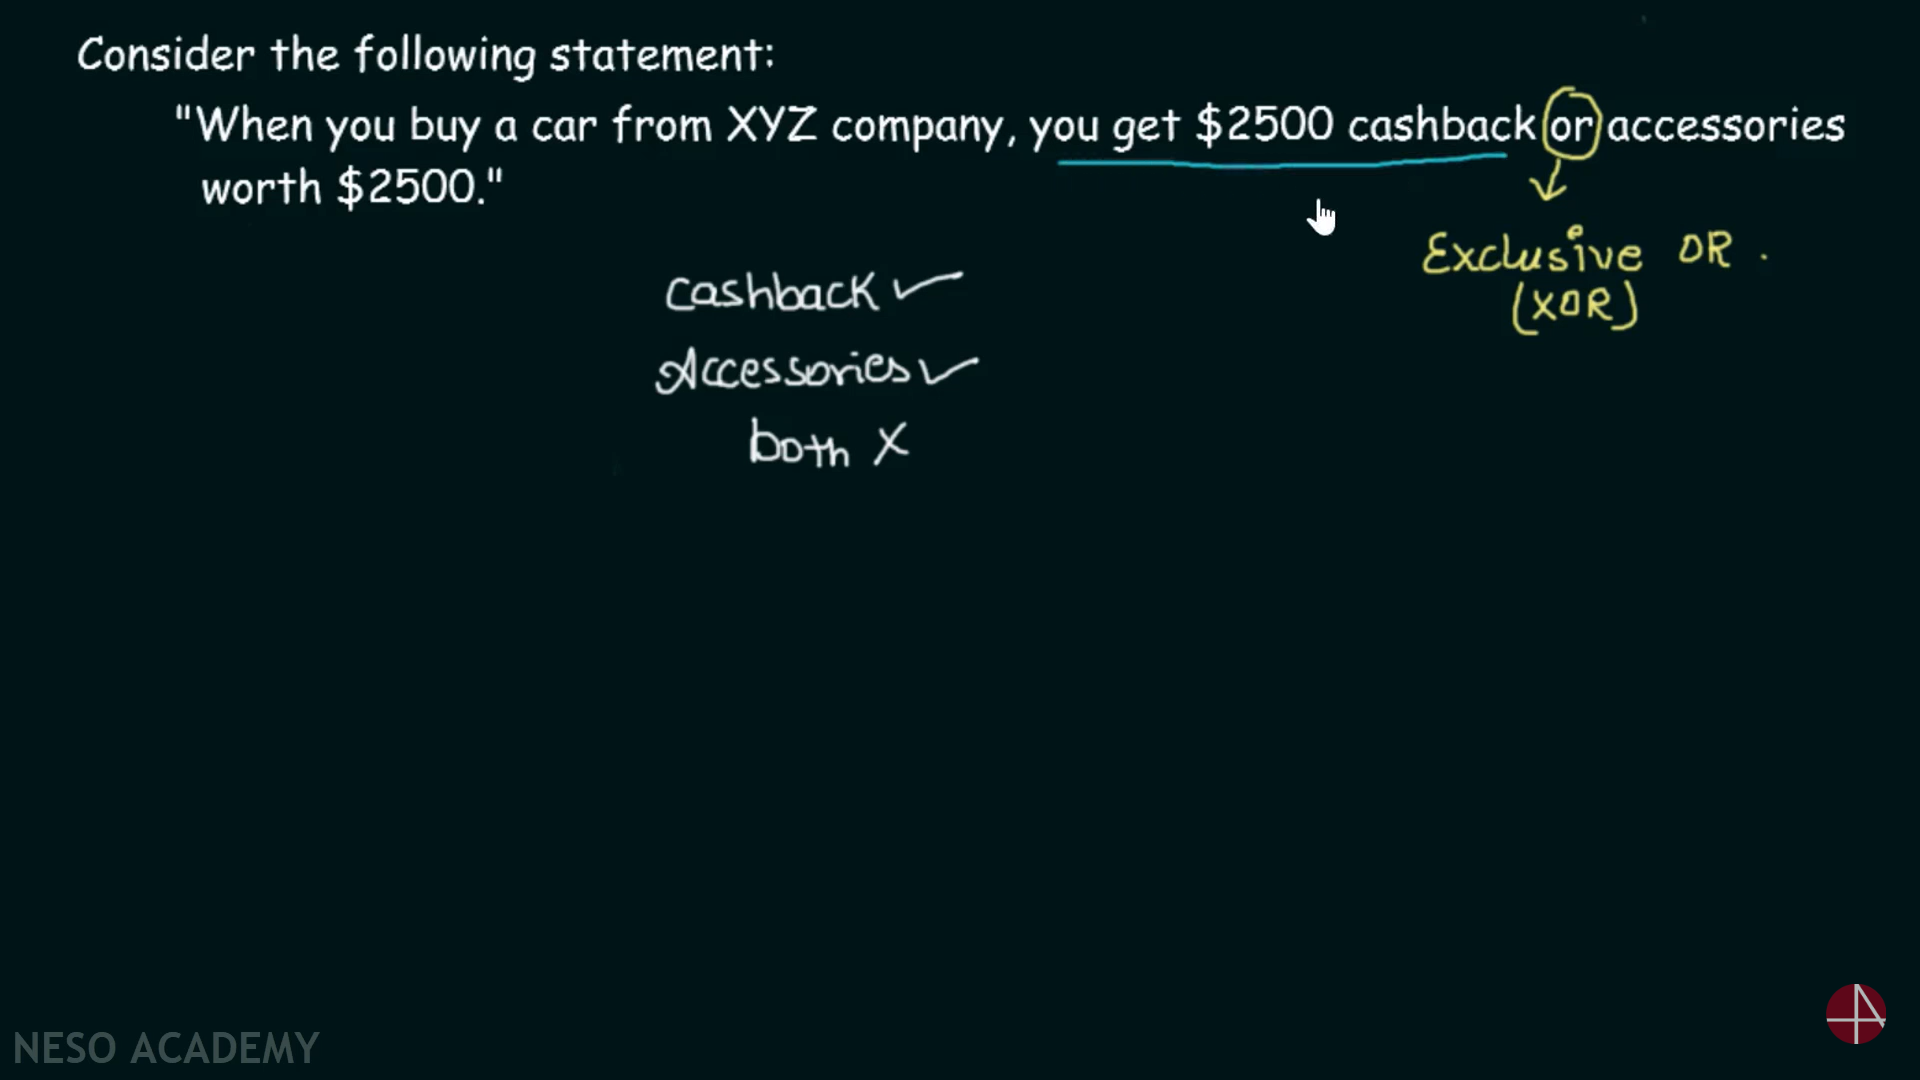 Consider the following statement:
"When you buy a car from XYZ company, you get $2500 cashback or accessories
worth $2500."
Exclusive OR .
(XOR)
Cashback ✓
Accessories ✓
both X
NESO ACADEMY